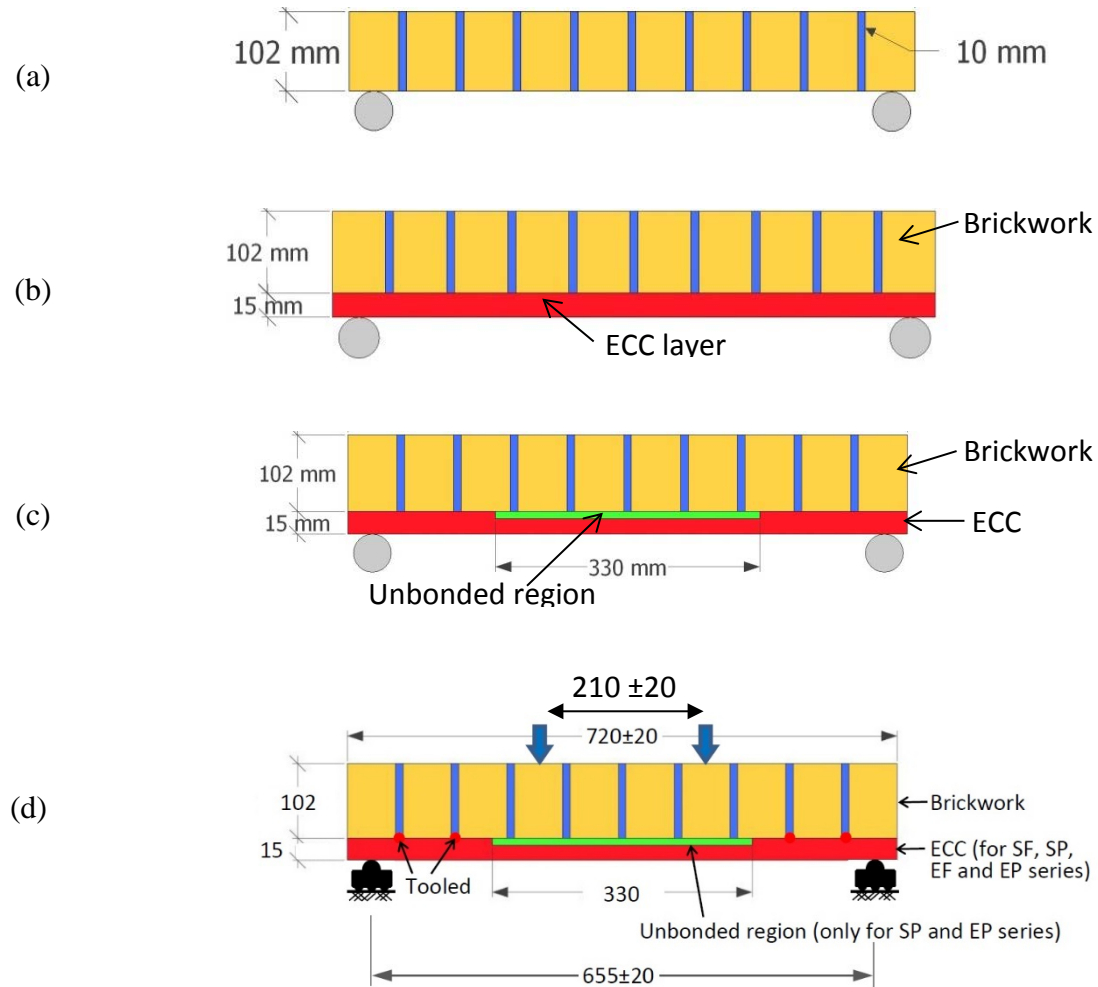 (a)
102 mm
10 mm
(b)
102 mm
15 mm
Brickwork
ECC layer
(c)
102 mm
15 mm
Brickwork
ECC
330 mm
Unbonded region
(d)
210 ±20
720±20
102
15
Brickwork
ECC (for SF, SP,
EF and EP series)
Tooled
330
Unbonded region (only for SP and EP series)
655±20